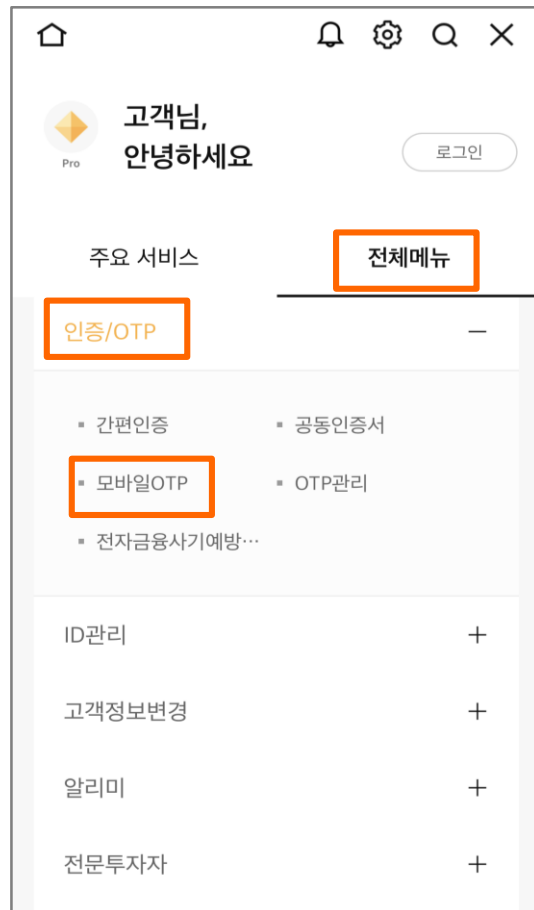 고객님,
안녕하세요
Pro
로그인
주요 서비스
전체메뉴
인증/OTP
간편인증
공동인증서
모바일OTP
OTP관리
전자금융사기예방…
ID관리
고객정보변경
알리미
전문투자자